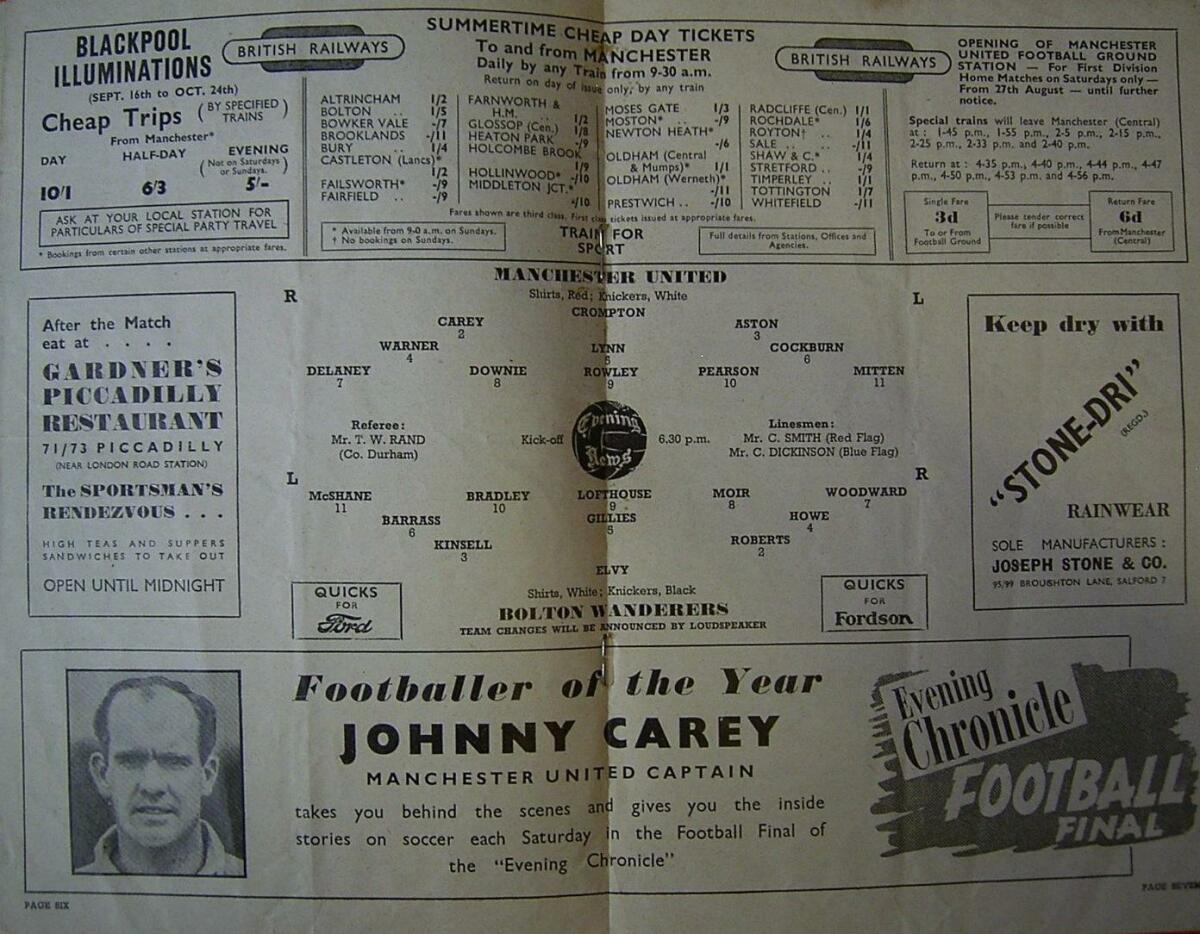 BLACKPOOL
ILLUMINATIONS
(SEPT. 16th to OCT. 24th)
Cheap Trips (BY SPECIFIED TRAINS)
From Manchester*
DAY HALF-DAY EVENING
(Not on Saturdays or Sundays.)
10/1 6/3 5/-
ASK AT YOUR LOCAL STATION FOR
PARTICULARS OF SPECIAL PARTY TRAVEL
* Bookings from certain other stations at appropriate fares.
BRITISH RAILWAYS
SUMMERTIME CHEAP DAY TICKETS
To and from MANCHESTER
Daily by any Train from 9-30 a.m.
Return on day of issue only, by any train
BRITISH RAILWAYS
ALTRINCHAM 1/2
BOLTON .. 1/5
BOWKER VALE -/7
BROOKLANDS -/11
BURY .. 1/4
CASTLETON (Lancs)*
1/2
FAILSWORTH* -/9
FAIRFIELD .. -/9
FARNWORTH &
H.M. .. 1/2
GLOSSOP (Cen.) 1/8
HEATON PARK -/9
HOLCOMBE BROOK
1/9
HOLLINWOOD* -/10
MIDDLETON JCT.*
-/10
MOSES GATE 1/3
MOSTON* .. -/9
NEWTON HEATH*
-/6
OLDHAM (Central
& Mumps)* 1/1
OLDHAM (Werneth)*
-/11
PRESTWICH .. -/10
RADCLIFFE (Cen.) 1/1
ROCHDALE* 1/6
ROYTON† .. 1/4
SALE .. .. -/11
SHAW & C.* 1/4
STRETFORD .. -/9
TIMPERLEY .. 1/1
TOTTINGTON 1/7
WHITEFIELD -/11
Fares shown are third class. First class tickets issued at appropriate fares.
* Available from 9-0 a.m. on Sundays.
† No bookings on Sundays.
TRAIN FOR
SPORT
Full details from Stations, Offices and
Agencies.
OPENING OF MANCHESTER
UNITED FOOTBALL GROUND
STATION — For First Division
Home Matches on Saturdays only —
From 27th August — until further
notice.
Special trains will leave Manchester (Central)
at : 1-45 p.m., 1-55 p.m., 2-5 p.m., 2-15 p.m.,
2-25 p.m., 2-33 p.m. and 2-40 p.m.
Return at : 4-35 p.m., 4-40 p.m., 4-44 p.m., 4-47
p.m., 4-50 p.m., 4-53 p.m. and 4-56 p.m.
Single Fare
3d
To or From
Football Ground
Please tender correct
fare if possible
Return Fare
6d
From Manchester
(Central)
After the Match
eat at . . . .
GARDNER'S
PICCADILLY
RESTAURANT
71/73 PICCADILLY
(NEAR LONDON ROAD STATION)
The SPORTSMAN'S
RENDEZVOUS . . .
HIGH TEAS AND SUPPERS
SANDWICHES TO TAKE OUT
OPEN UNTIL MIDNIGHT
MANCHESTER UNITED
Shirts, Red; Knickers, White
R L
CROMPTON
CAREY ASTON
2 3
WARNER LYNN COCKBURN
4 5 6
DELANEY DOWNIE ROWLEY PEARSON MITTEN
7 8 9 10 11
Referee:
Mr. T. W. RAND
(Co. Durham)
Kick-off Evening News 6.30 p.m.
Linesmen:
Mr. C. SMITH (Red Flag)
Mr. C. DICKINSON (Blue Flag)
L R
McSHANE BRADLEY LOFTHOUSE MOIR WOODWARD
11 10 9 8 7
BARRASS GILLIES HOWE
6 5 4
KINSELL ROBERTS
3 2
ELVY
Shirts, White; Knickers, Black
BOLTON WANDERERS
TEAM CHANGES WILL BE ANNOUNCED BY LOUDSPEAKER
QUICKS
FOR
Ford
QUICKS
FOR
Fordson
Keep dry with
"STONE-DRI"
(REGD.)
RAINWEAR
SOLE MANUFACTURERS :
JOSEPH STONE & CO.
95/99 BROUGHTON LANE, SALFORD 7
Footballer of the Year
JOHNNY CAREY
MANCHESTER UNITED CAPTAIN
takes you behind the scenes and gives you the inside
stories on soccer each Saturday in the Football Final of
the "Evening Chronicle"
Evening
Chronicle
FOOTBALL
FINAL
PAGE SIX
PAGE SEVEN